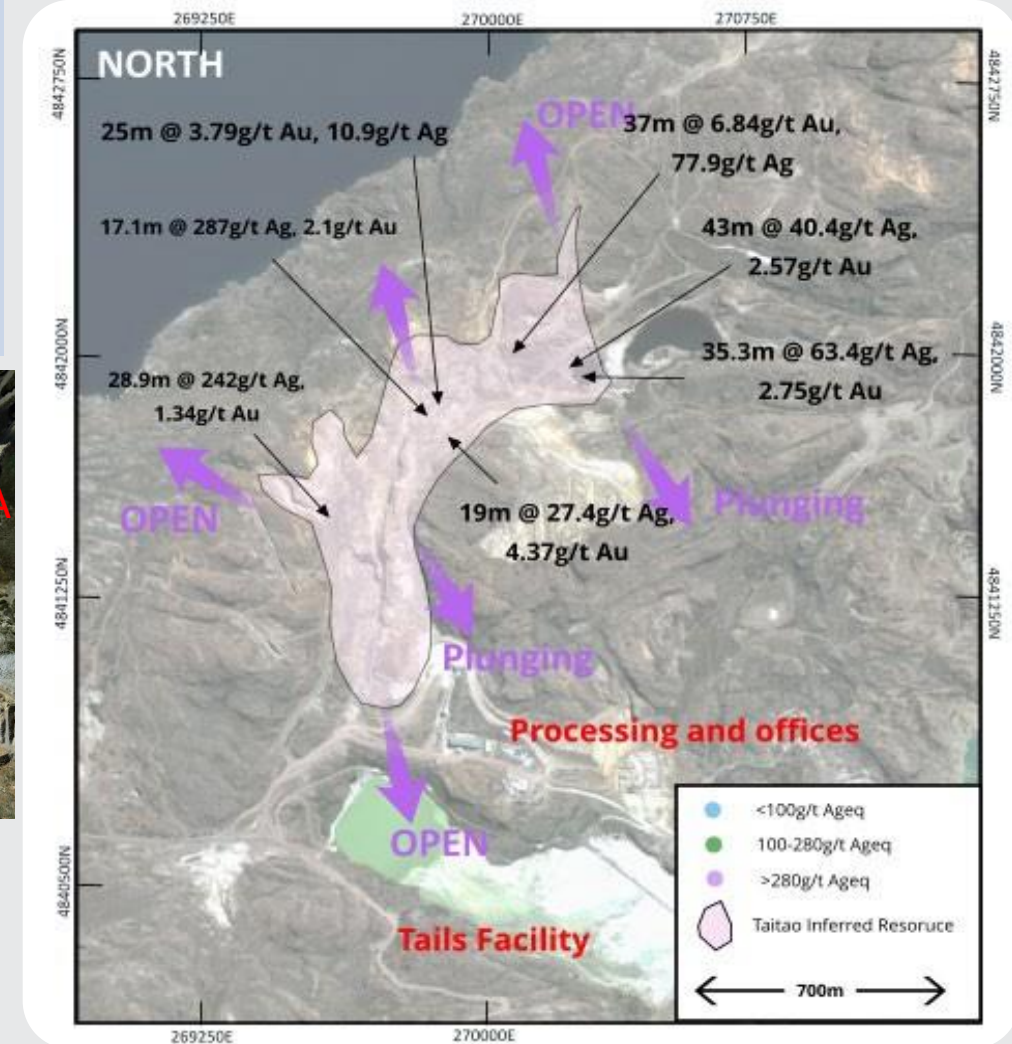 269250E
270000E
270750E
NORTH
4842750N
4842750N
OPEN
25m @ 3.79g/t Au, 10.9g/t Ag
37m @ 6.84g/t Au,
77.9g/t Ag
17.1m @ 287g/t Ag, 2.1g/t Au
43m @ 40.4g/t Ag,
2.57g/t Au
4842000N
4842000N
35.3m @ 63.4g/t Ag,
2.75g/t Au
28.9m @ 242g/t Ag,
1.34g/t Au
A
OPEN
Plunging
19m @ 27.4g/t Ag,
4.37g/t Au
4841250N
4841250N
Plunging
Processing and offices
OPEN
4840500N
Tails Facility
<100g/t Ageq
100-280g/t Ageq
>280g/t Ageq
Taitao Inferred Resoruce
700m
269250E
270000E